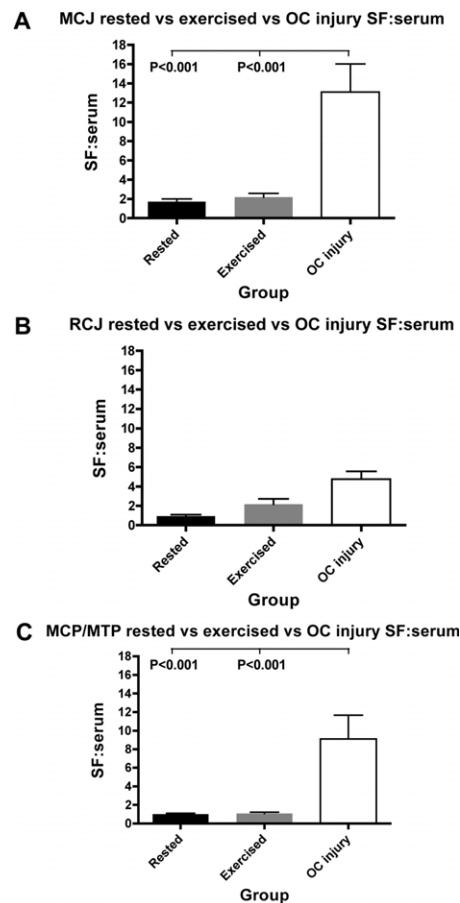 A MCJ rested vs exercised vs OC injury SF:serum
18
16
14
12
10
8
6
4
2
0
SF:serum
P<0.001 P<0.001
Rested Exercised OC injury
Group
B RCJ rested vs exercised vs OC injury SF:serum
18
16
14
12
10
8
6
4
2
0
SF:serum
Rested Exercised OC injury
Group
C MCP/MTP rested vs exercised vs OC injury SF:serum
18
16
14
12
10
8
6
4
2
0
SF:serum
P<0.001 P<0.001
Rested Exercised OC injury
Group